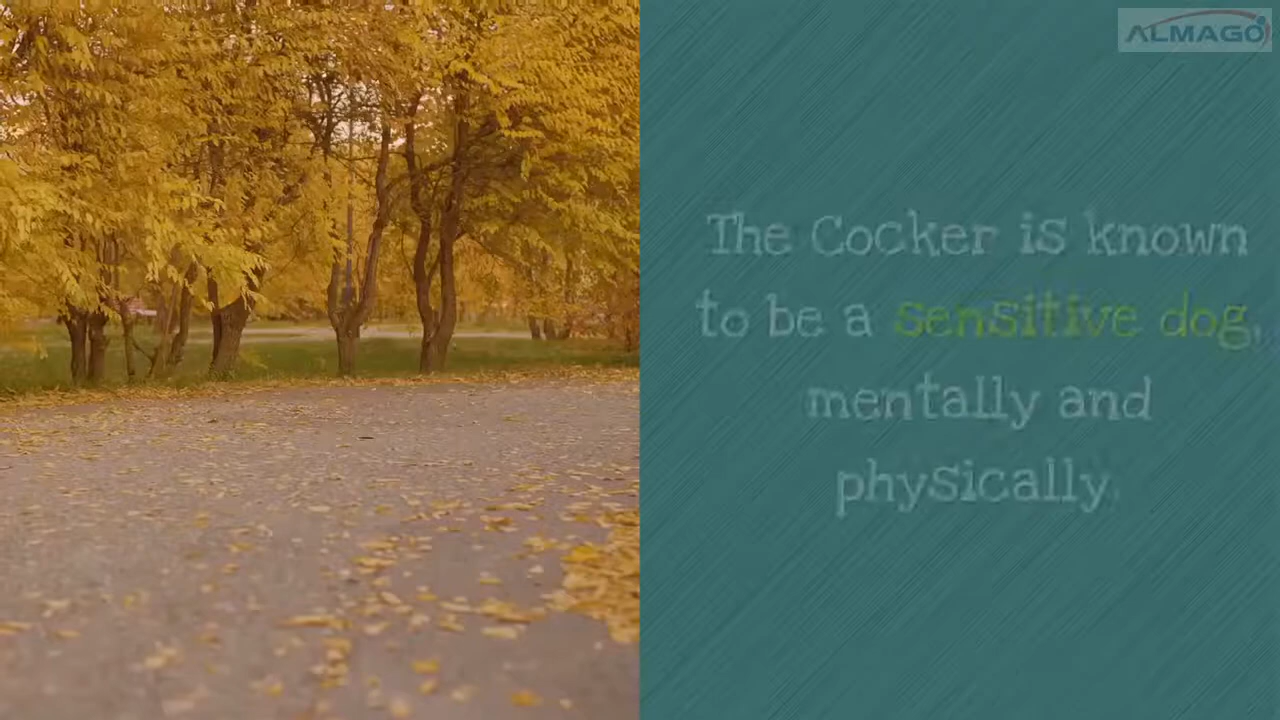 ALMAGO
The Cocker is known
to be a sensitive dog,
mentally and
physically.